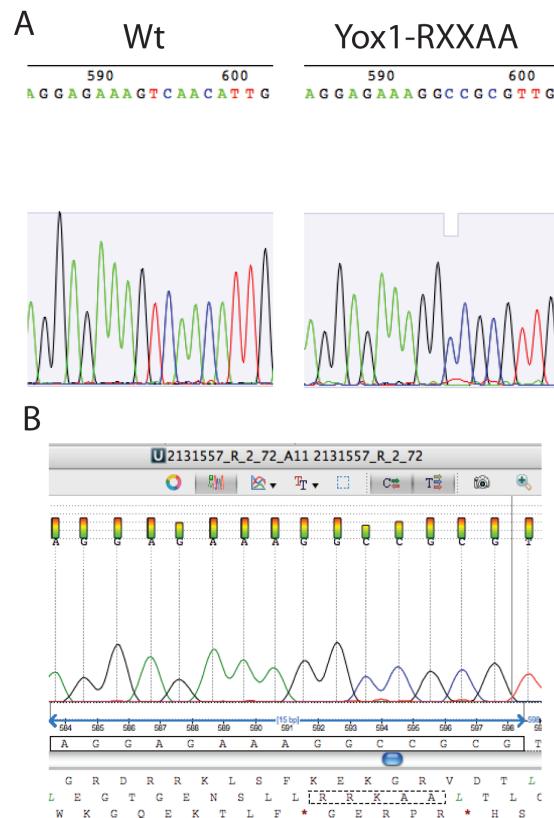 A
Wt
Yox1-RXXAA
590 600
AGGAGAAAGTCAACATTG
590 600
AGGAGAAAGGCCGCGTTG
B
U 2131557_R_2_72_A11 2131557_R_2_72
TT C T
A G G A G A A A G G C C G C G T
[15 bp]
584 585 586 587 588 589 590 591 592 593 594 595 596 597 598
A G G A G A A A G G C C G C G T
G R D R R K L S F K E K G R V D T L
L E G T G E N S L L R R K A A L T L C
W K G Q E K T L F * G E R P R * H S